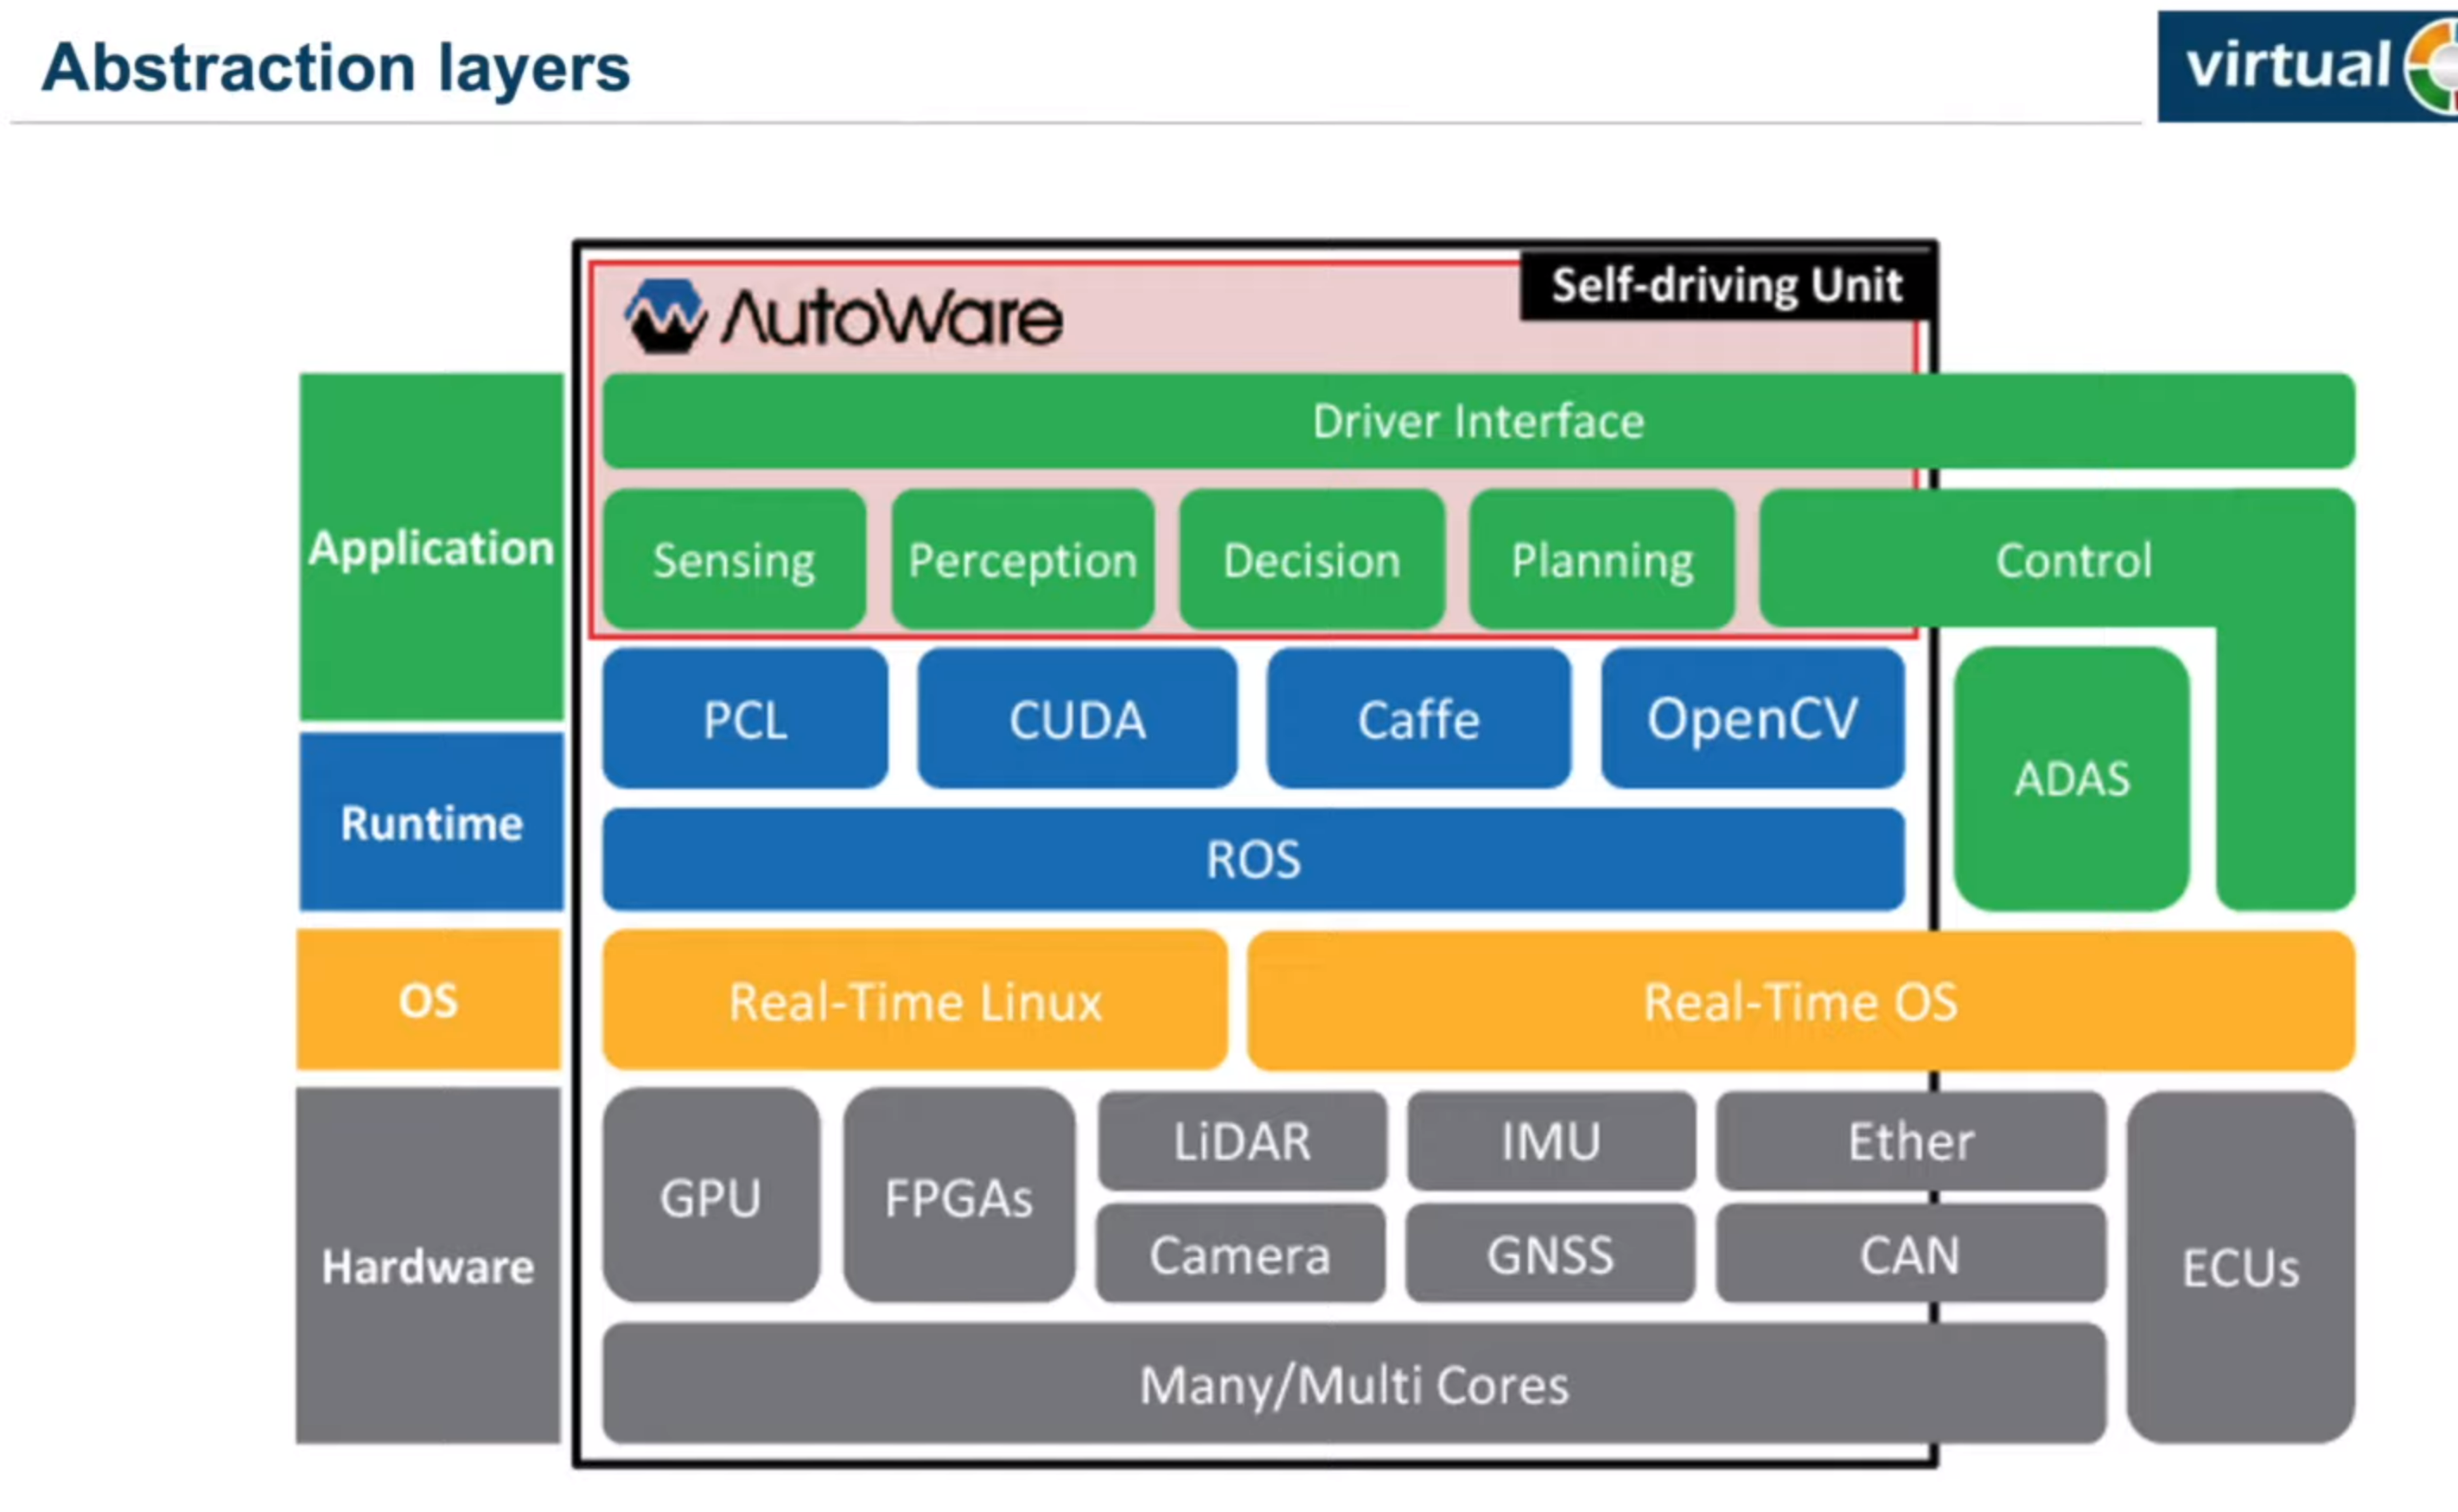 Abstraction layers
virtual
AutoWare
Self-driving Unit
Application
Driver Interface
Sensing
Perception
Decision
Planning
Control
Runtime
PCL
CUDA
Caffe
OpenCV
ADAS
ROS
OS
Real-Time Linux
Real-Time OS
Hardware
GPU
FPGAs
LiDAR
IMU
Ether
Camera
GNSS
CAN
ECUs
Many/Multi Cores